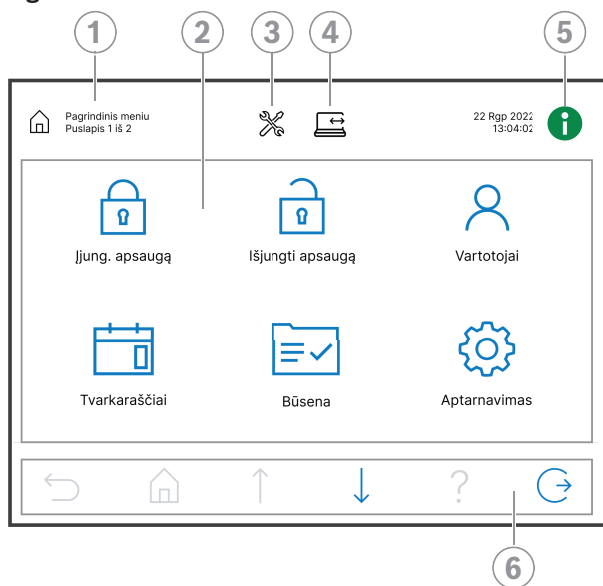 1
2
3
4
5
Pagrindinis meniu
Puslapis 1 iš 2
22 Rgp 2022
13:04:02
Įjung. apsaugą
Išjungti apsaugą
Vartotojai
Tvarkaraščiai
Būsena
Aptarnavimas
?
6